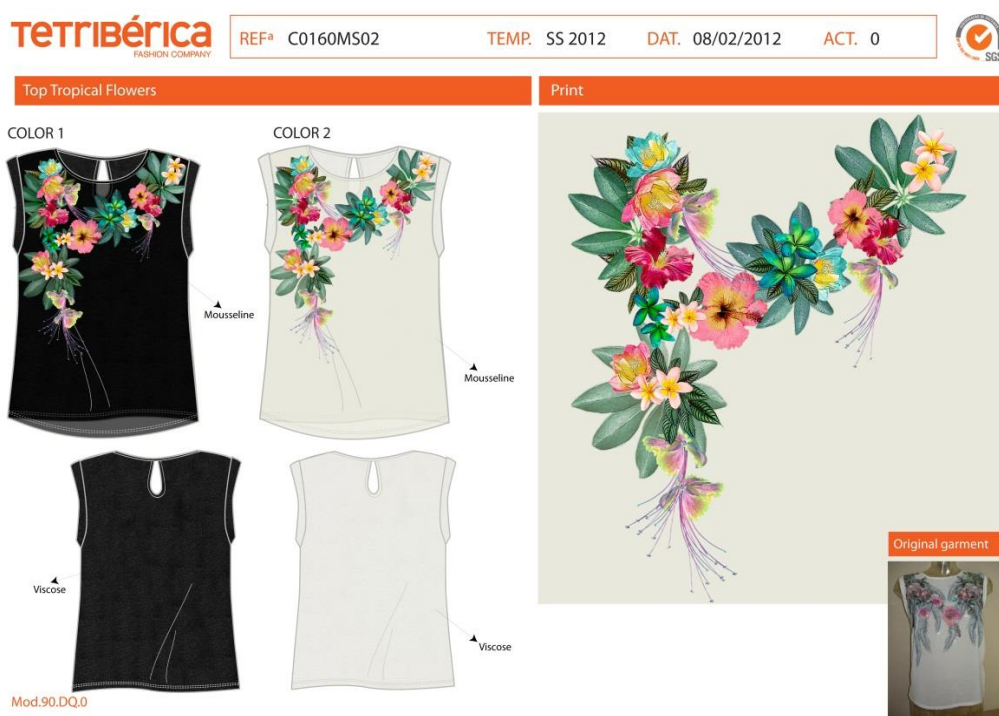 TETRIBÉRICA
FASHION COMPANY
REFª C0160MS02 TEMP. SS 2012 DAT. 08/02/2012 ACT. 0
SGS
Top Tropical Flowers
Print
COLOR 1
COLOR 2
Mousseline
Mousseline
Original garment
Viscose
Viscose
Mod.90.DQ.0